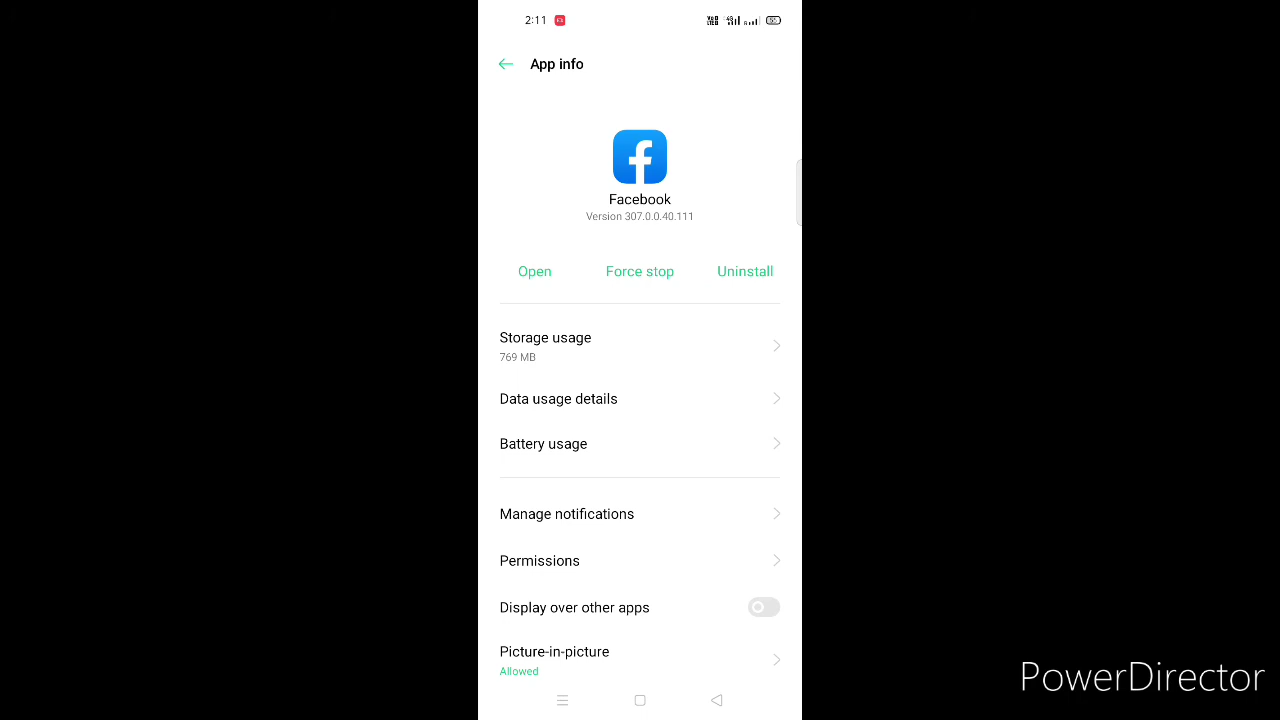 2:11
App info
Facebook
Version 307.0.0.40.111
Open Force stop Uninstall
Storage usage
769 MB
Data usage details
Battery usage
Manage notifications
Permissions
Display over other apps
Picture-in-picture
Allowed
PowerDirector